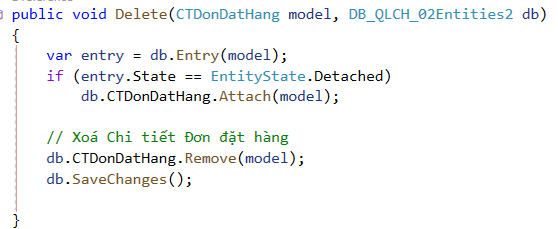 public void Delete(CTDonDatHang model, DB_QLCH_02Entities2 db)
{
var entry = db.Entry(model);
if (entry.State == EntityState.Detached)
db.CTDonDatHang.Attach(model);
// Xoá Chi tiết Đơn đặt hàng
db.CTDonDatHang.Remove(model);
db.SaveChanges();
}